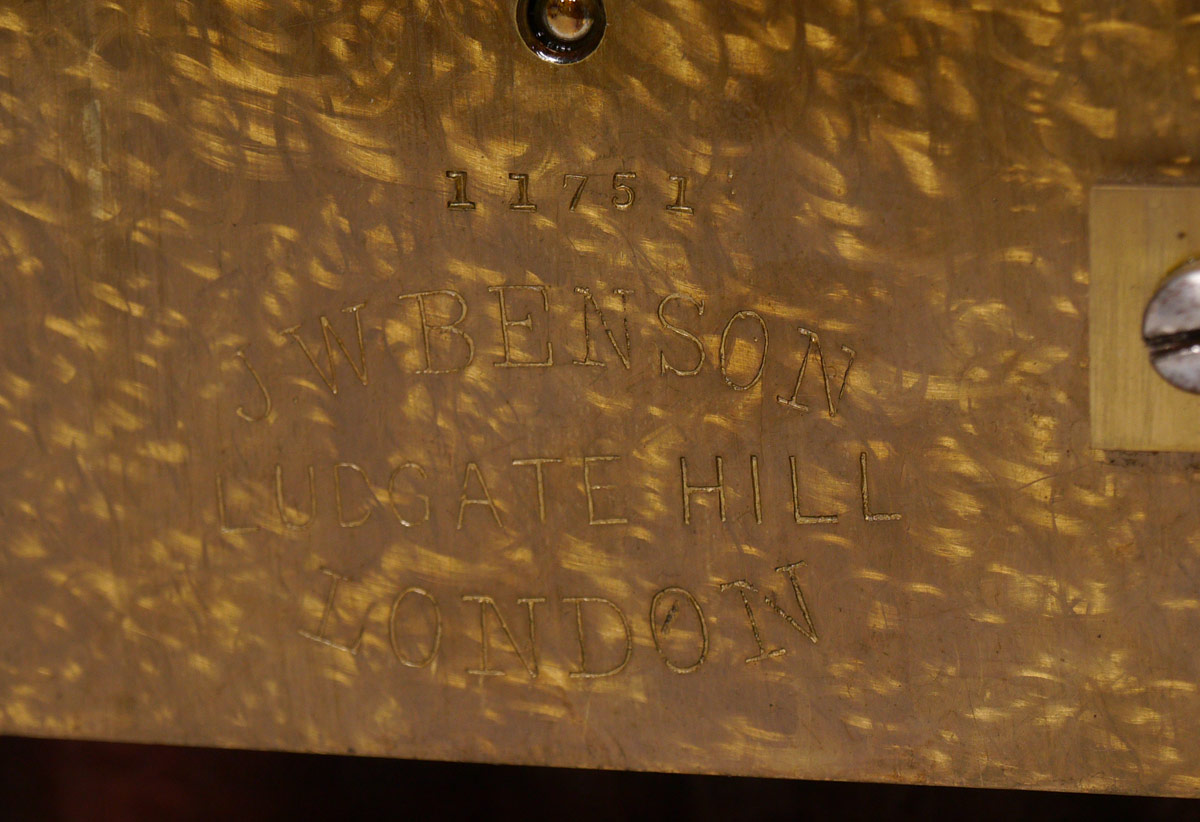 11751
J W BENSON
LUDGATE HILL
LONDON